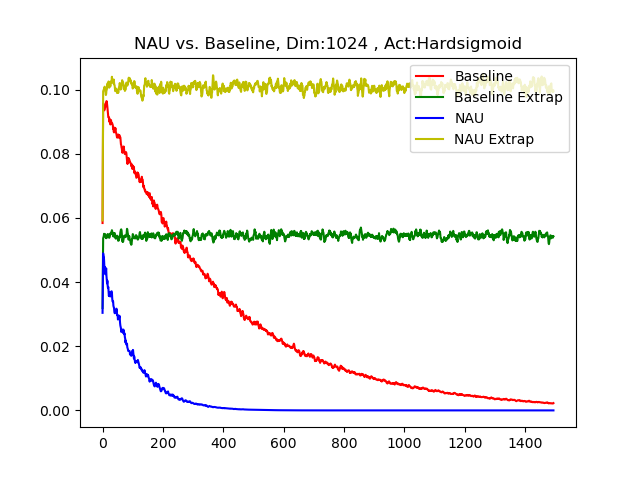 NAU vs. Baseline, Dim:1024 , Act:Hardsigmoid
0.10
0.08
0.06
0.04
0.02
0.00
Baseline
Baseline Extrap
NAU
NAU Extrap
0 200 400 600 800 1000 1200 1400